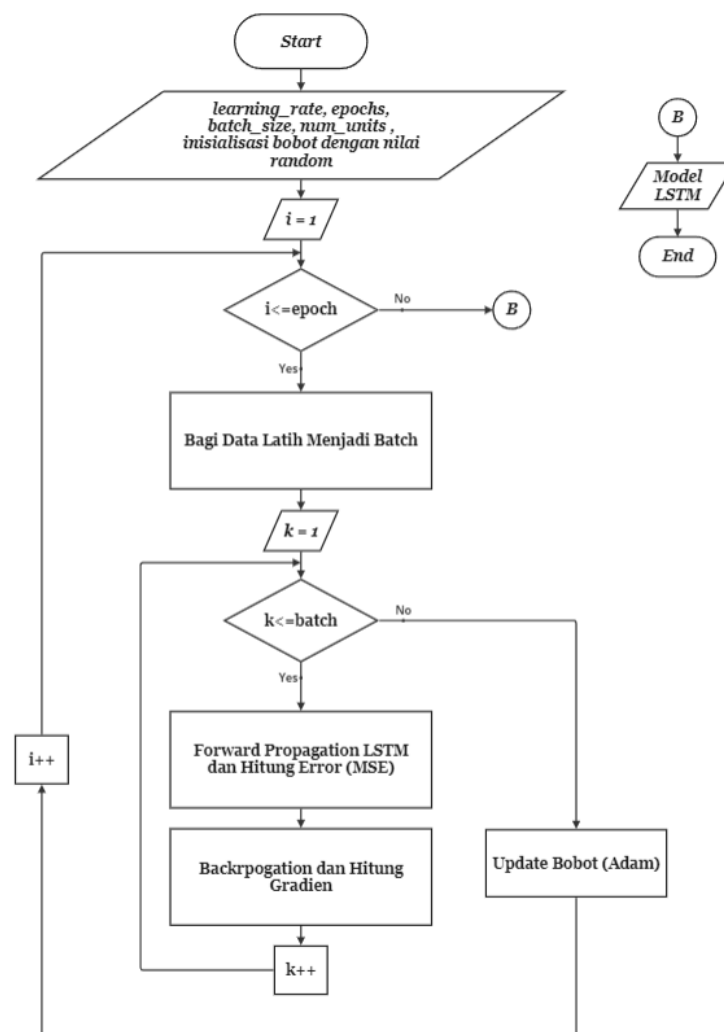 Start
learning_rate, epochs,
batch_size, num_units ,
inisialisasi bobot dengan nilai
random
i = 1
i<=epoch
No
B
Yes
Bagi Data Latih Menjadi Batch
k = 1
k<=batch
No
Yes
Forward Propagation LSTM
dan Hitung Error (MSE)
Backrpogation dan Hitung
Gradien
k++
Update Bobot (Adam)
i++
B
Model
LSTM
End